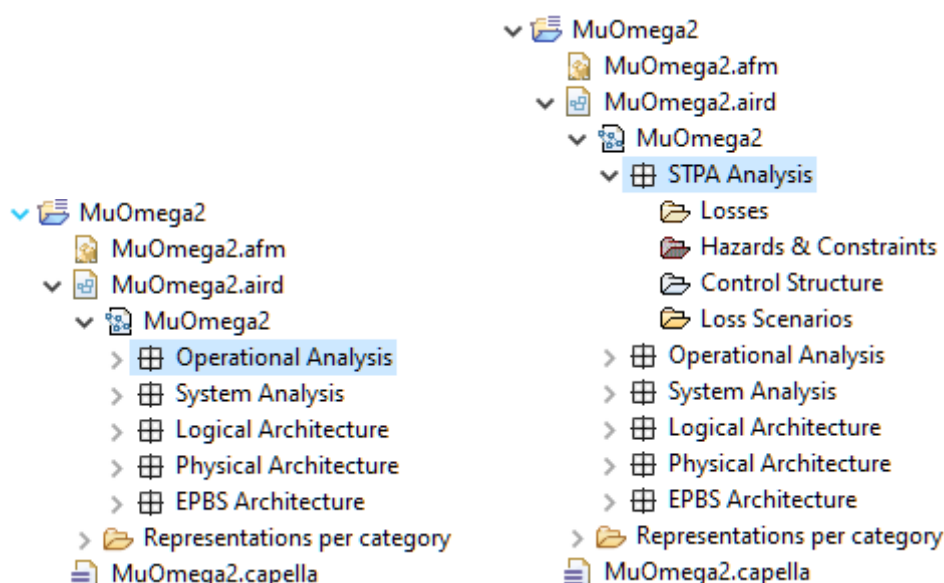 MuOmega2
MuOmega2.afm
MuOmega2.aird
MuOmega2
Operational Analysis
System Analysis
Logical Architecture
Physical Architecture
EPBS Architecture
Representations per category
MuOmega2.capella
MuOmega2
MuOmega2.afm
MuOmega2.aird
MuOmega2
STPA Analysis
Losses
Hazards & Constraints
Control Structure
Loss Scenarios
Operational Analysis
System Analysis
Logical Architecture
Physical Architecture
EPBS Architecture
Representations per category
MuOmega2.capella